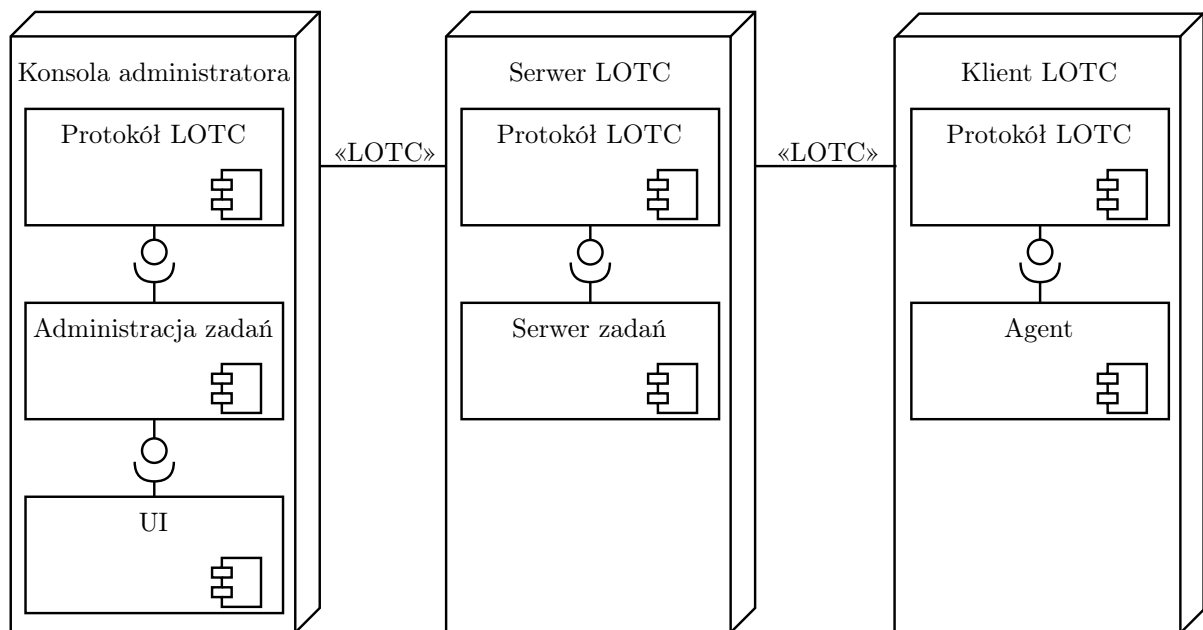 Konsola administratora
Protokół LOTC
Administracja zadań
UI
«LOTC»
Serwer LOTC
Protokół LOTC
Serwer zadań
«LOTC»
Klient LOTC
Protokół LOTC
Agent